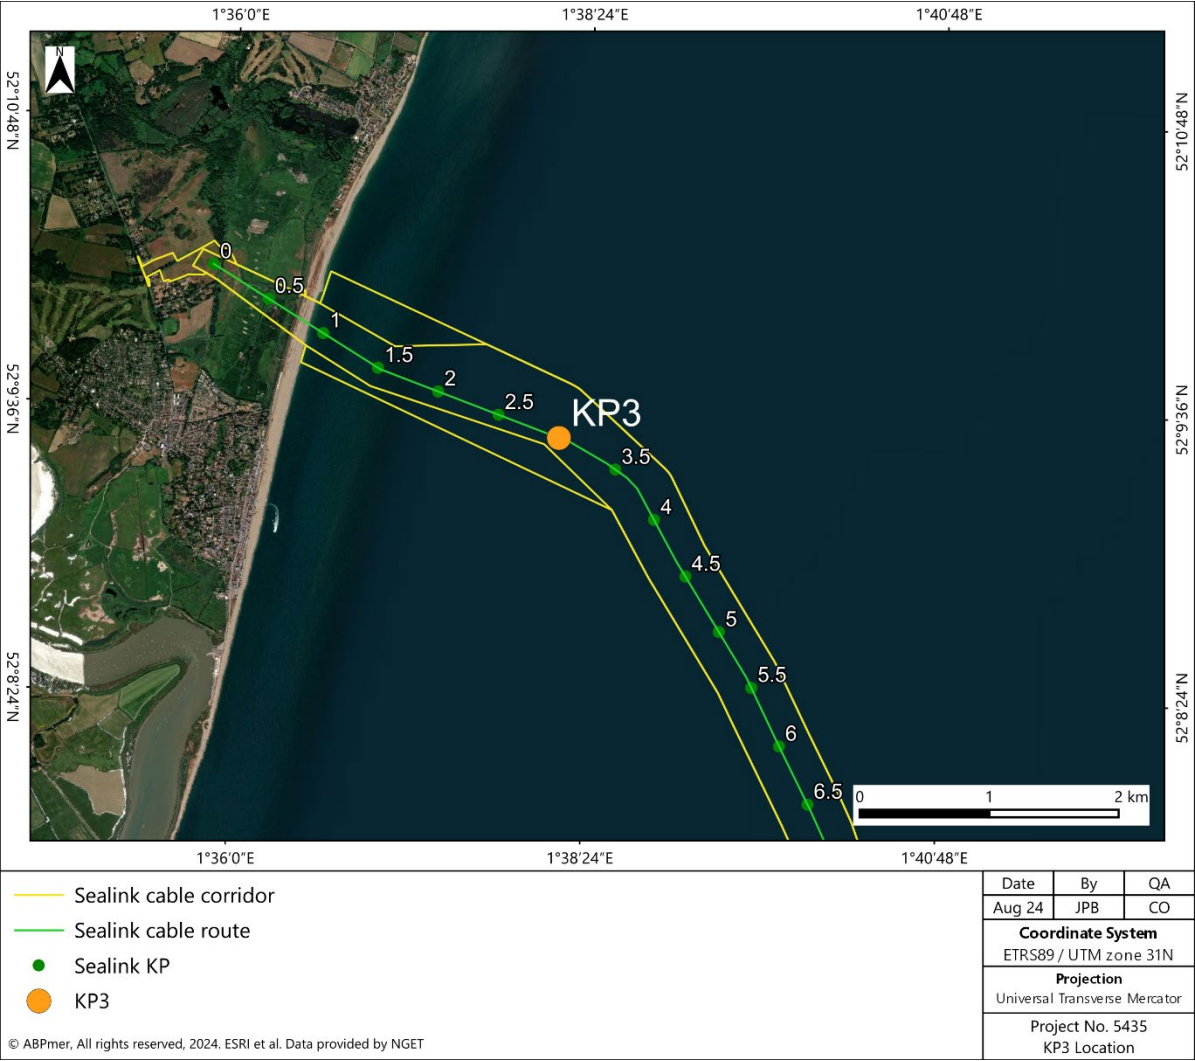 1°36'0"E 1°38'24"E 1°40'48"E
N
52°10'48"N 52°10'48"N
0
0.5
1
1.5
2
2.5
KP3
52°9'36"N 52°9'36"N
3.5
4
4.5
5
5.5
52°8'24"N 52°8'24"N
6
6.5
0 1 2 km
1°36'0"E 1°38'24"E 1°40'48"E
Sealink cable corridor
Sealink cable route
Sealink KP
KP3
© ABPmer, All rights reserved, 2024. ESRI et al. Data provided by NGET
Date By QA
Aug 24 JPB CO
Coordinate System
ETRS89 / UTM zone 31N
Projection
Universal Transverse Mercator
Project No. 5435
KP3 Location